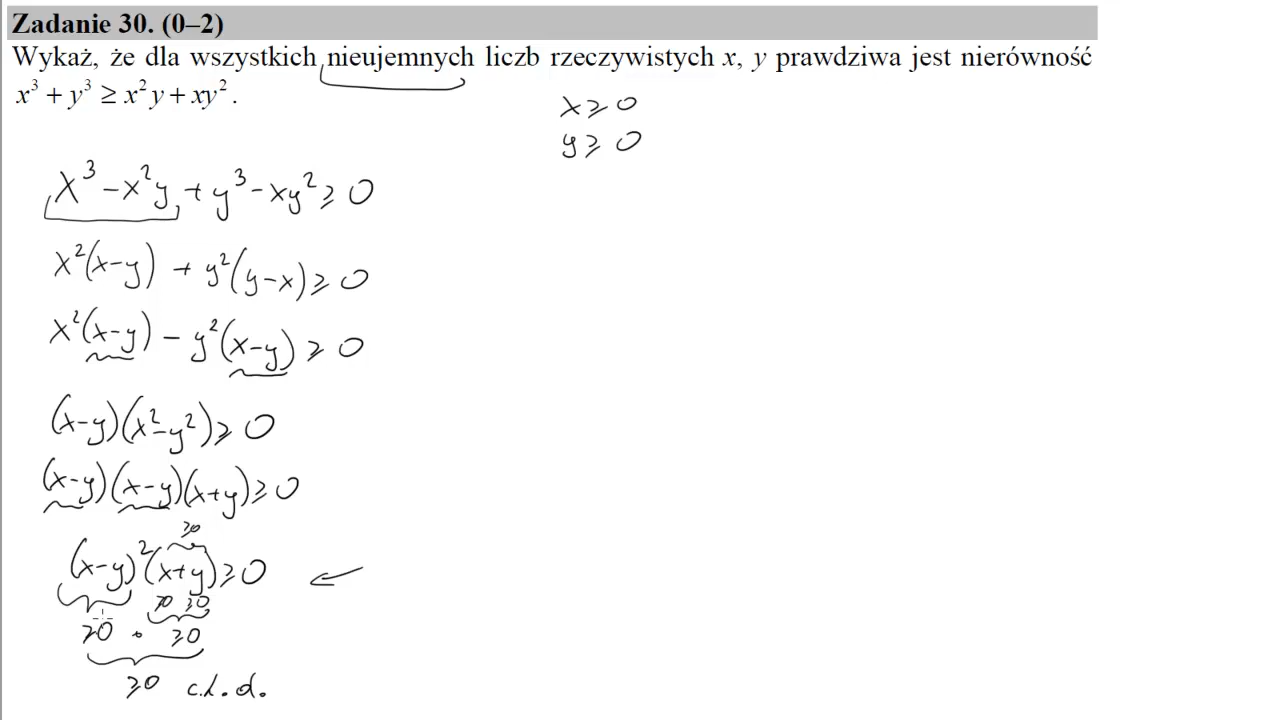 Zadanie 30. (0–2)
Wykaż, że dla wszystkich nieujemnych liczb rzeczywistych x, y prawdziwa jest nierówność
x³ + y³ ≥ x²y + xy².
x ≥ 0
y ≥ 0
x³ − x²y + y³ − xy² ≥ 0
x²(x−y) + y²(y−x) ≥ 0
x²(x−y) − y²(x−y) ≥ 0
(x−y)(x²−y²) ≥ 0
(x−y)(x−y)(x+y) ≥ 0
≥0
(x−y)²(x+y) ≥ 0
≥0 ≥0
≥0 · ≥0
≥0 c.k.d.